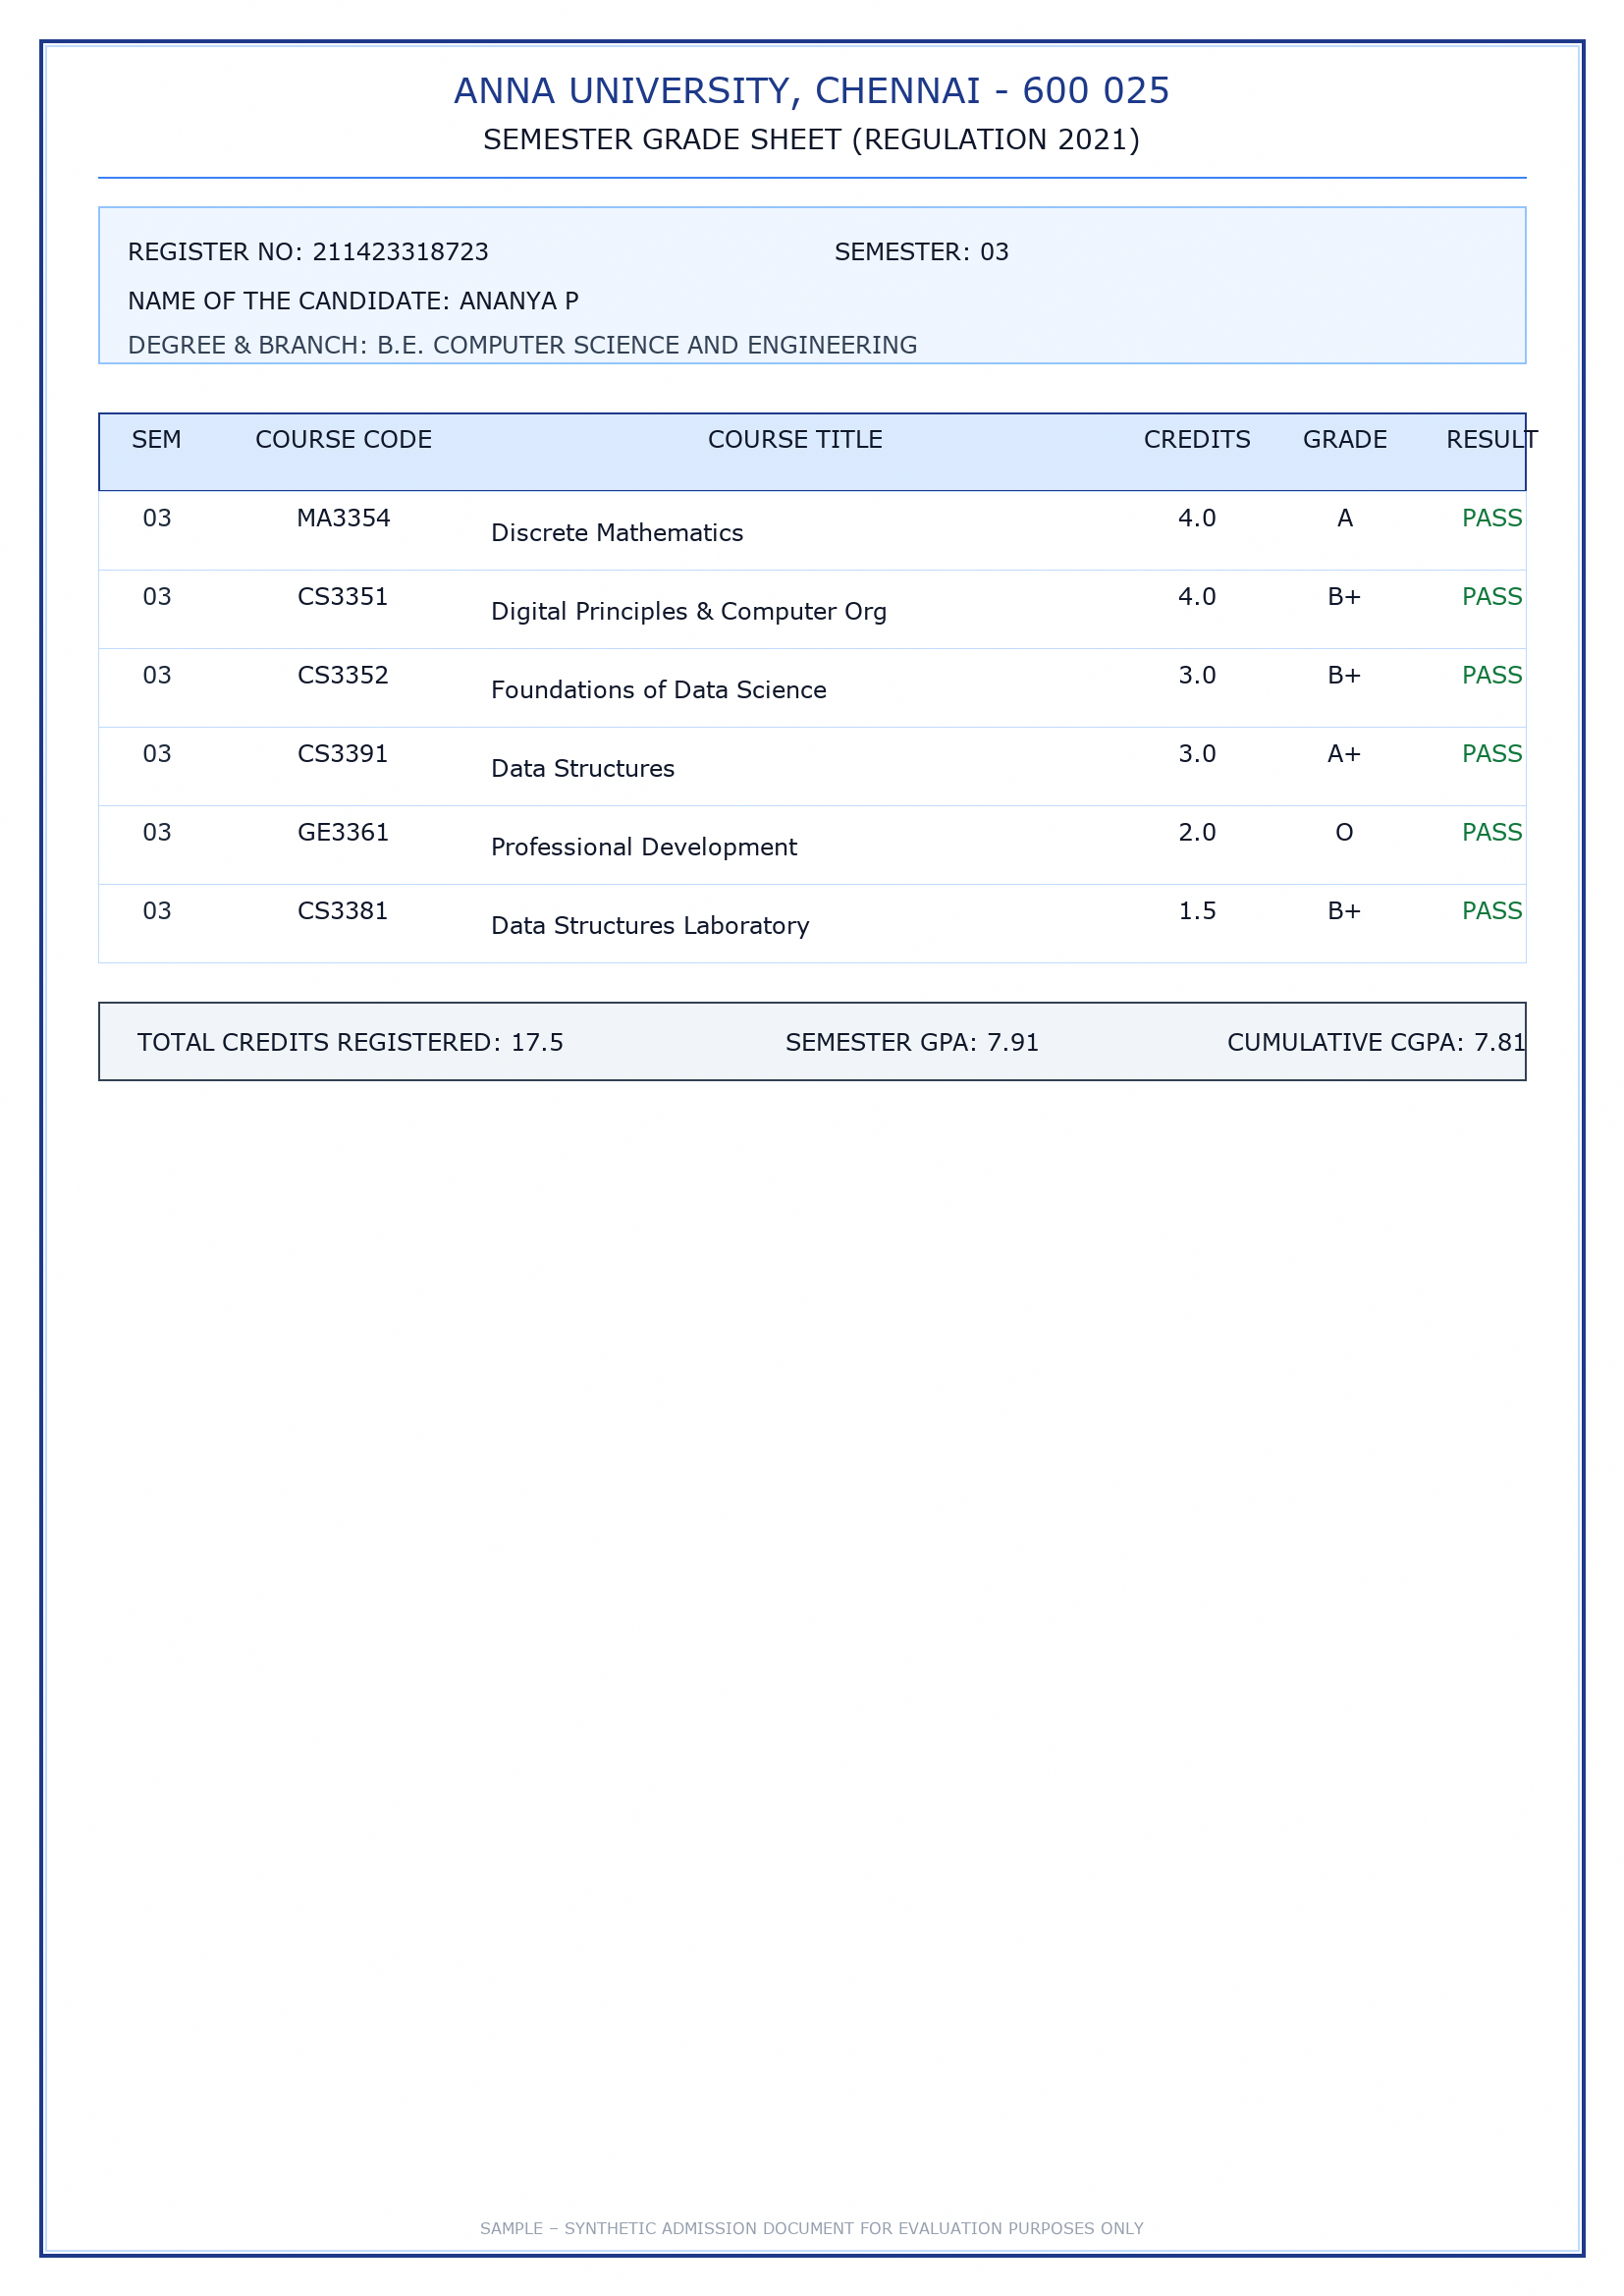 ANNA UNIVERSITY, CHENNAI - 600 025
SEMESTER GRADE SHEET (REGULATION 2021)
REGISTER NO: 211423318723 SEMESTER: 03
NAME OF THE CANDIDATE: ANANYA P
DEGREE & BRANCH: B.E. COMPUTER SCIENCE AND ENGINEERING
SEM COURSE CODE COURSE TITLE CREDITS GRADE RESULT
03 MA3354 Discrete Mathematics 4.0 A PASS
03 CS3351 Digital Principles & Computer Org 4.0 B+ PASS
03 CS3352 Foundations of Data Science 3.0 B+ PASS
03 CS3391 Data Structures 3.0 A+ PASS
03 GE3361 Professional Development 2.0 O PASS
03 CS3381 Data Structures Laboratory 1.5 B+ PASS
TOTAL CREDITS REGISTERED: 17.5 SEMESTER GPA: 7.91 CUMULATIVE CGPA: 7.81
SAMPLE – SYNTHETIC ADMISSION DOCUMENT FOR EVALUATION PURPOSES ONLY